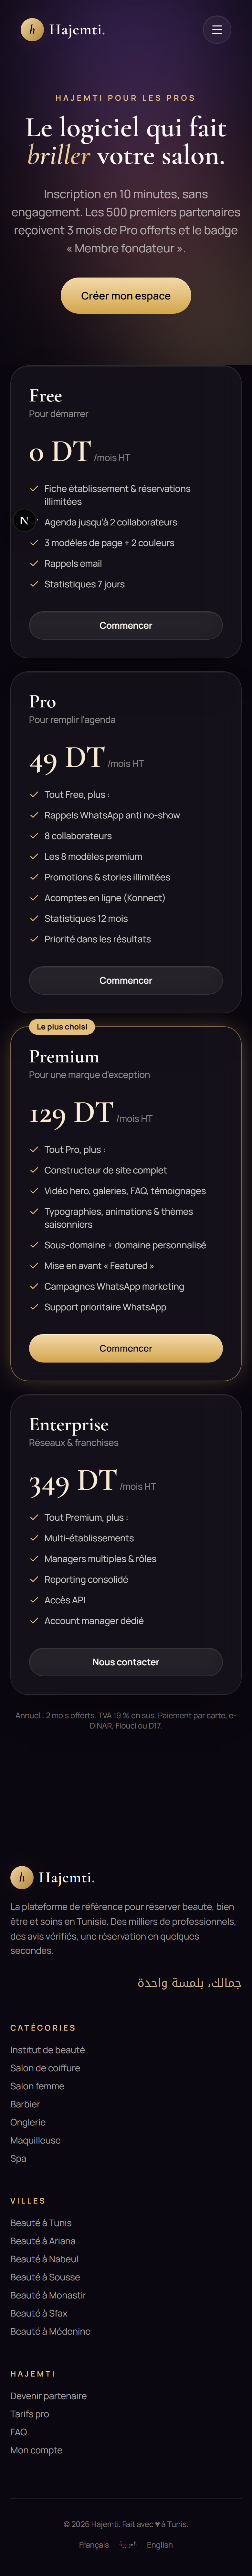 h Hajemti.
HAJEMTI POUR LES PROS
Le logiciel qui fait
briller votre salon.
Inscription en 10 minutes, sans
engagement. Les 500 premiers partenaires
reçoivent 3 mois de Pro offerts et le badge
« Membre fondateur ».
Créer mon espace
Free
Pour démarrer
0 DT /mois HT
Fiche établissement & réservations
illimitées
N
Agenda jusqu'à 2 collaborateurs
3 modèles de page + 2 couleurs
Rappels email
Statistiques 7 jours
Commencer
Pro
Pour remplir l'agenda
49 DT /mois HT
Tout Free, plus :
Rappels WhatsApp anti no-show
8 collaborateurs
Les 8 modèles premium
Promotions & stories illimitées
Acomptes en ligne (Konnect)
Statistiques 12 mois
Priorité dans les résultats
Commencer
Le plus choisi
Premium
Pour une marque d'exception
129 DT /mois HT
Tout Pro, plus :
Constructeur de site complet
Vidéo hero, galeries, FAQ, témoignages
Typographies, animations & thèmes
saisonniers
Sous-domaine + domaine personnalisé
Mise en avant « Featured »
Campagnes WhatsApp marketing
Support prioritaire WhatsApp
Commencer
Enterprise
Réseaux & franchises
349 DT /mois HT
Tout Premium, plus :
Multi-établissements
Managers multiples & rôles
Reporting consolidé
Accès API
Account manager dédié
Nous contacter
Annuel : 2 mois offerts. TVA 19 % en sus. Paiement par carte, e-
DINAR, Flouci ou D17.
h Hajemti.
La plateforme de référence pour réserver beauté, bien-
être et soins en Tunisie. Des milliers de professionnels,
des avis vérifiés, une réservation en quelques
secondes.
جمالك، بلمسة واحدة
CATÉGORIES
Institut de beauté
Salon de coiffure
Salon femme
Barbier
Onglerie
Maquilleuse
Spa
VILLES
Beauté à Tunis
Beauté à Ariana
Beauté à Nabeul
Beauté à Sousse
Beauté à Monastir
Beauté à Sfax
Beauté à Médenine
HAJEMTI
Devenir partenaire
Tarifs pro
FAQ
Mon compte
© 2026 Hajemti. Fait avec ♥ à Tunis.
Français العربية English